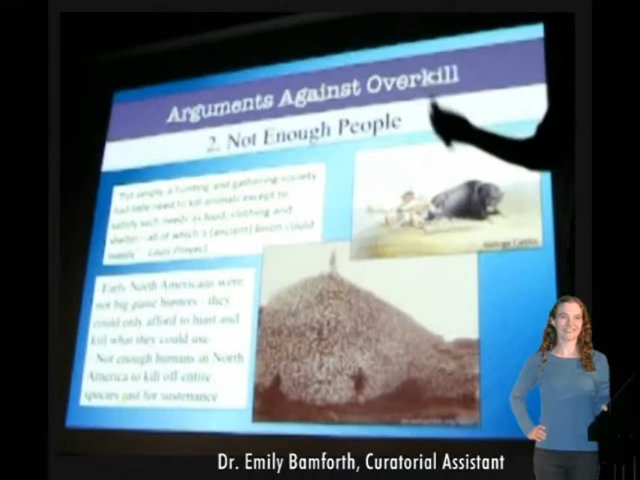 Arguments Against Overkill
2. Not Enough People
"Put simply, a hunting and gathering society
had little need to kill animals except to
satisfy such needs as food, clothing and
shelter – all of which a [ancient] bison could
supply" - Louis
George Catlin
- Early North Americans were
not big game hunters - they
could only afford to hunt and
kill what they could use.
- Not enough humans in North
America to kill off entire
species just for sustenance
Dr. Emily Bamforth, Curatorial Assistant